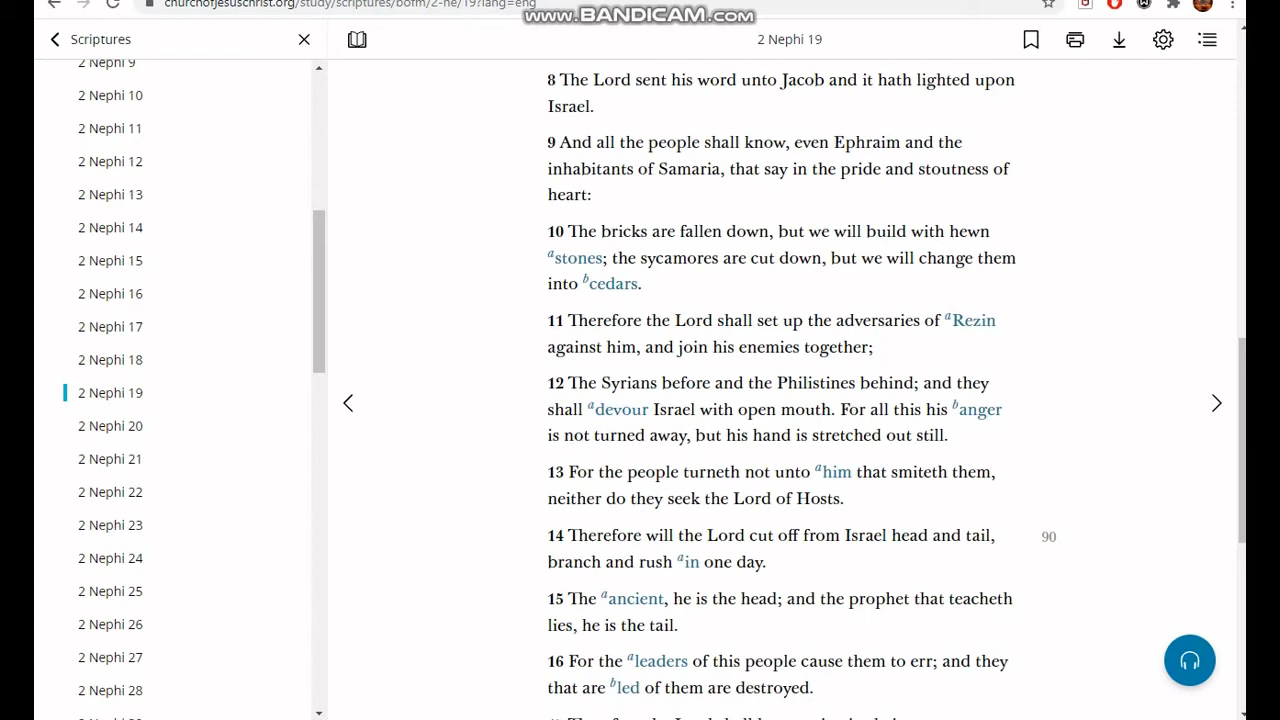 churchofjesuschrist.org/study/scriptures/bofm/2-ne/19?lang=eng
www.BANDICAM.com
Scriptures
2 Nephi 19
2 Nephi 9
2 Nephi 10
2 Nephi 11
2 Nephi 12
2 Nephi 13
2 Nephi 14
2 Nephi 15
2 Nephi 16
2 Nephi 17
2 Nephi 18
2 Nephi 19
2 Nephi 20
2 Nephi 21
2 Nephi 22
2 Nephi 23
2 Nephi 24
2 Nephi 25
2 Nephi 26
2 Nephi 27
2 Nephi 28
8 The Lord sent his word unto Jacob and it hath lighted upon
Israel.
9 And all the people shall know, even Ephraim and the
inhabitants of Samaria, that say in the pride and stoutness of
heart:
10 The bricks are fallen down, but we will build with hewn
a stones; the sycamores are cut down, but we will change them
into b cedars.
11 Therefore the Lord shall set up the adversaries of a Rezin
against him, and join his enemies together;
12 The Syrians before and the Philistines behind; and they
shall a devour Israel with open mouth. For all this his b anger
is not turned away, but his hand is stretched out still.
13 For the people turneth not unto a him that smiteth them,
neither do they seek the Lord of Hosts.
14 Therefore will the Lord cut off from Israel head and tail,
branch and rush a in one day.
90
15 The a ancient, he is the head; and the prophet that teacheth
lies, he is the tail.
16 For the a leaders of this people cause them to err; and they
that are b led of them are destroyed.